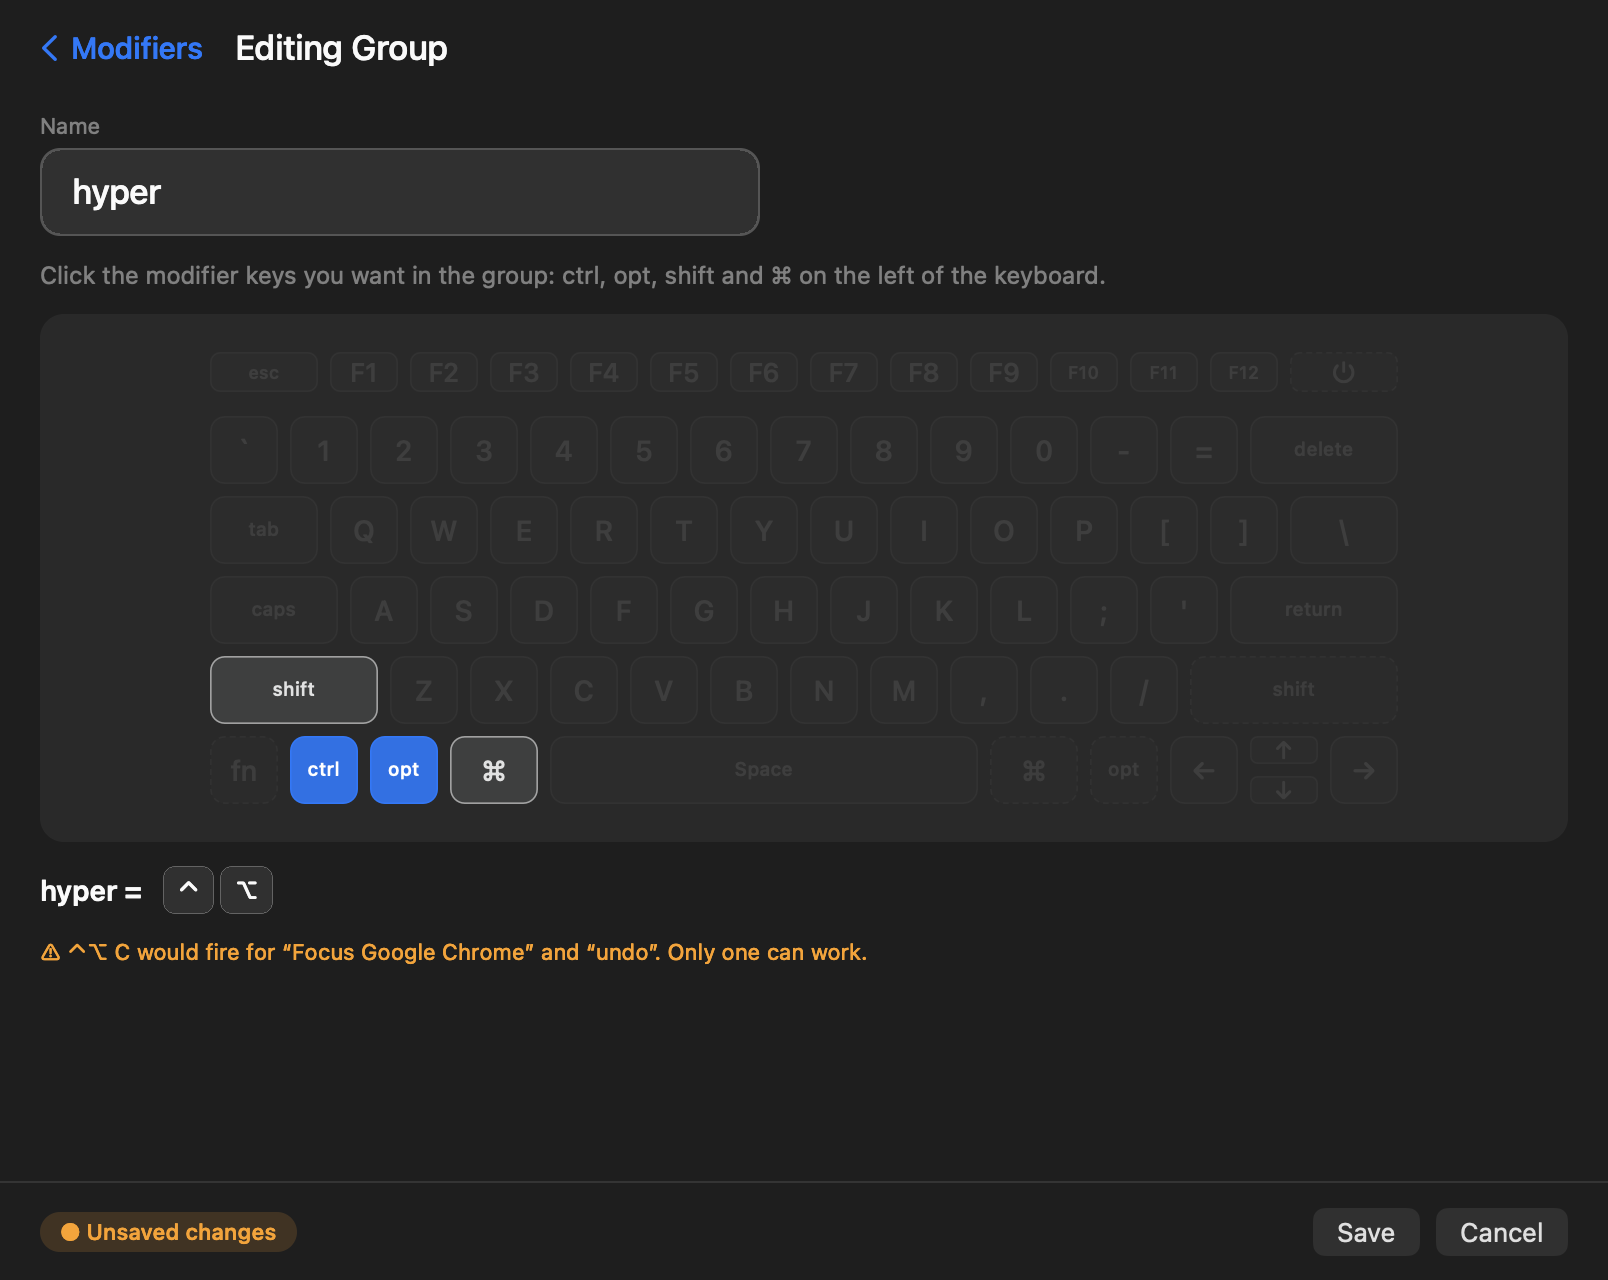 Modifiers Editing Group
Name
hyper
Click the modifier keys you want in the group: ctrl, opt, shift and ⌘ on the left of the keyboard.
esc F1 F2 F3 F4 F5 F6 F7 F8 F9 F10 F11 F12
` 1 2 3 4 5 6 7 8 9 0 - = delete
tab Q W E R T Y U I O P [ ] \
caps A S D F G H J K L ; ' return
shift Z X C V B N M , . / shift
fn ctrl opt ⌘ Space ⌘ opt ← ↑ ↓ →
hyper = ⌃ ⌥
⚠ ⌃⌥ C would fire for “Focus Google Chrome” and “undo”. Only one can work.
Unsaved changes Save Cancel